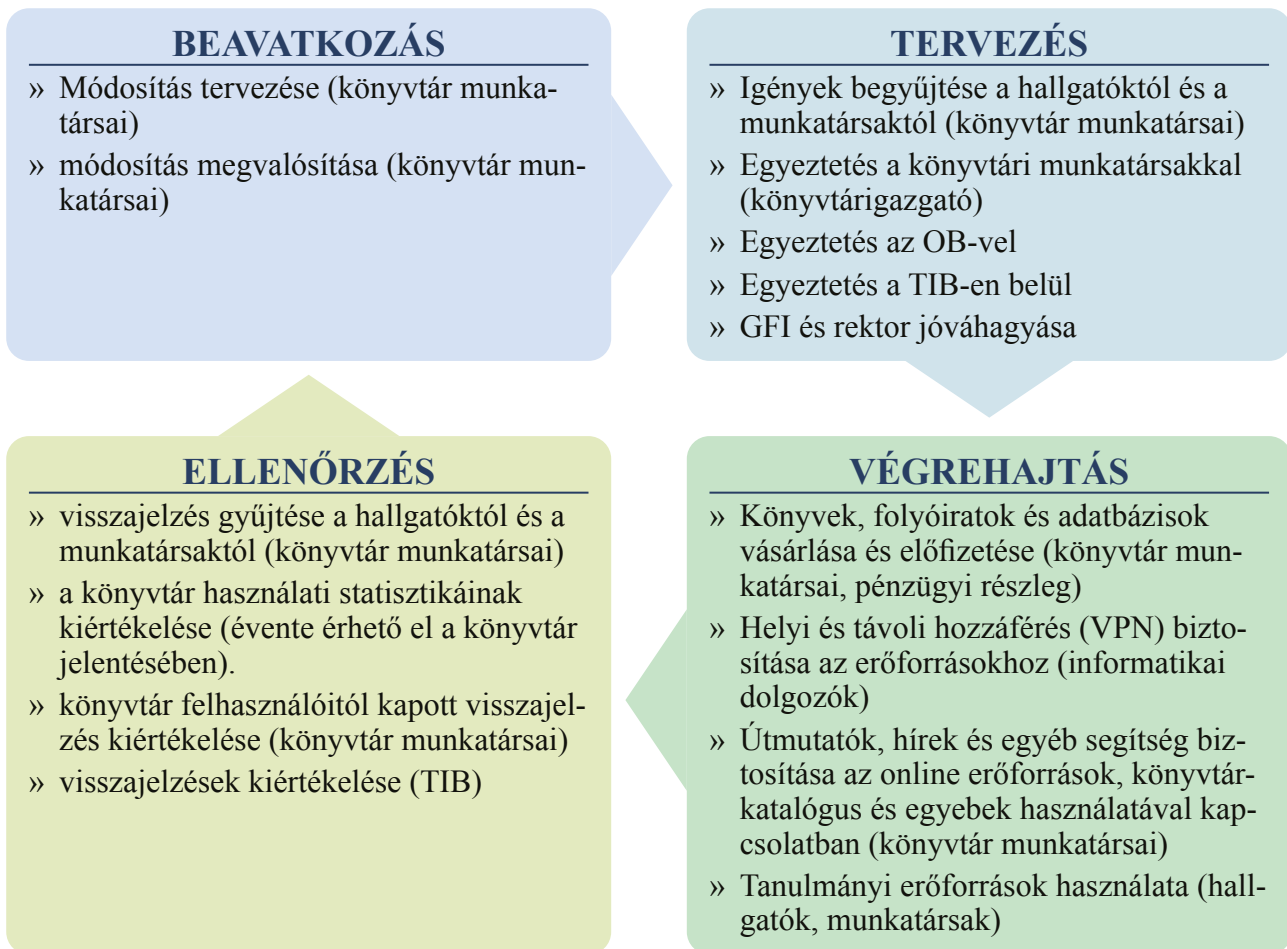 BEAVATKOZÁS
» Módosítás tervezése (könyvtár munka-
társai)
» módosítás megvalósítása (könyvtár mun-
katársai)
TERVEZÉS
» Igények begyűjtése a hallgatóktól és a
munkatársaktól (könyvtár munkatársai)
» Egyeztetés a könyvtári munkatársakkal
(könyvtárigazgató)
» Egyeztetés az OB-vel
» Egyeztetés a TIB-en belül
» GFI és rektor jóváhagyása
ELLENŐRZÉS
» visszajelzés gyűjtése a hallgatóktól és a
munkatársaktól (könyvtár munkatársai)
» a könyvtár használati statisztikáinak
kiértékelése (évente érhető el a könyvtár
jelentésében).
» könyvtár felhasználóitól kapott visszajel-
zés kiértékelése (könyvtár munkatársai)
» visszajelzések kiértékelése (TIB)
VÉGREHAJTÁS
» Könyvek, folyóiratok és adatbázisok
vásárlása és előfizetése (könyvtár mun-
katársai, pénzügyi részleg)
» Helyi és távoli hozzáférés (VPN) bizto-
sítása az erőforrásokhoz (informatikai
dolgozók)
» Útmutatók, hírek és egyéb segítség biz-
tosítása az online erőforrások, könyvtár-
katalógus és egyebek használatával kap-
csolatban (könyvtár munkatársai)
» Tanulmányi erőforrások használata (hall-
gatók, munkatársak)